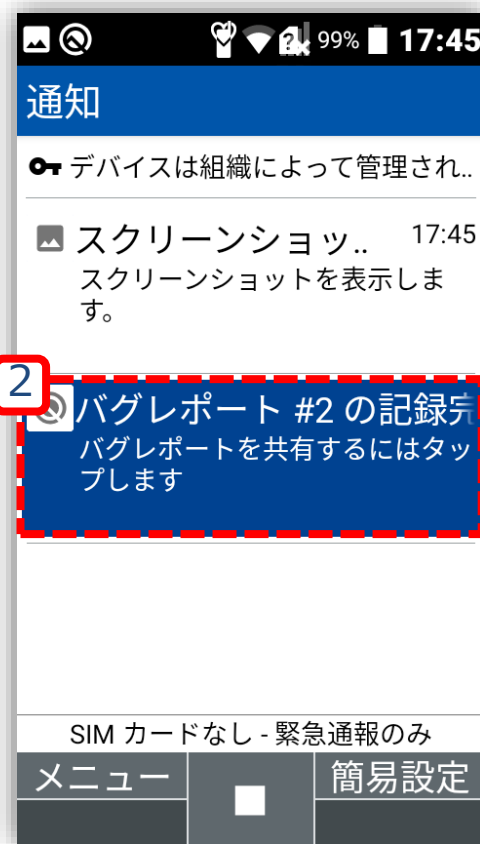 99% 17:45
通知
デバイスは組織によって管理され..
スクリーンショッ.. 17:45
スクリーンショットを表示しま
す。
2
バグレポート #2 の記録完
バグレポートを共有するにはタッ
プします
SIM カードなし - 緊急通報のみ
メニュー 簡易設定